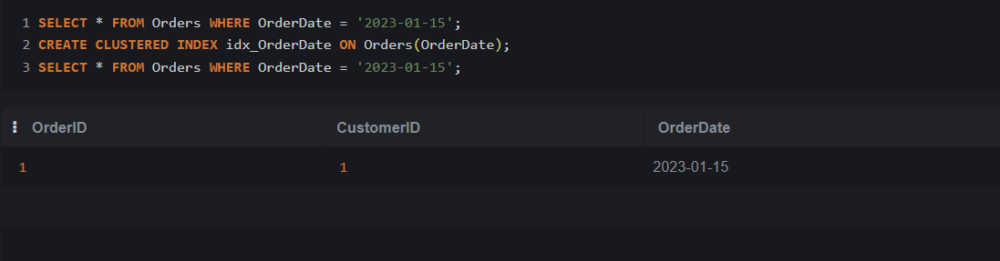 1 SELECT * FROM Orders WHERE OrderDate = '2023-01-15';
2 CREATE CLUSTERED INDEX idx_OrderDate ON Orders(OrderDate);
3 SELECT * FROM Orders WHERE OrderDate = '2023-01-15';
OrderID CustomerID OrderDate
1 1 2023-01-15